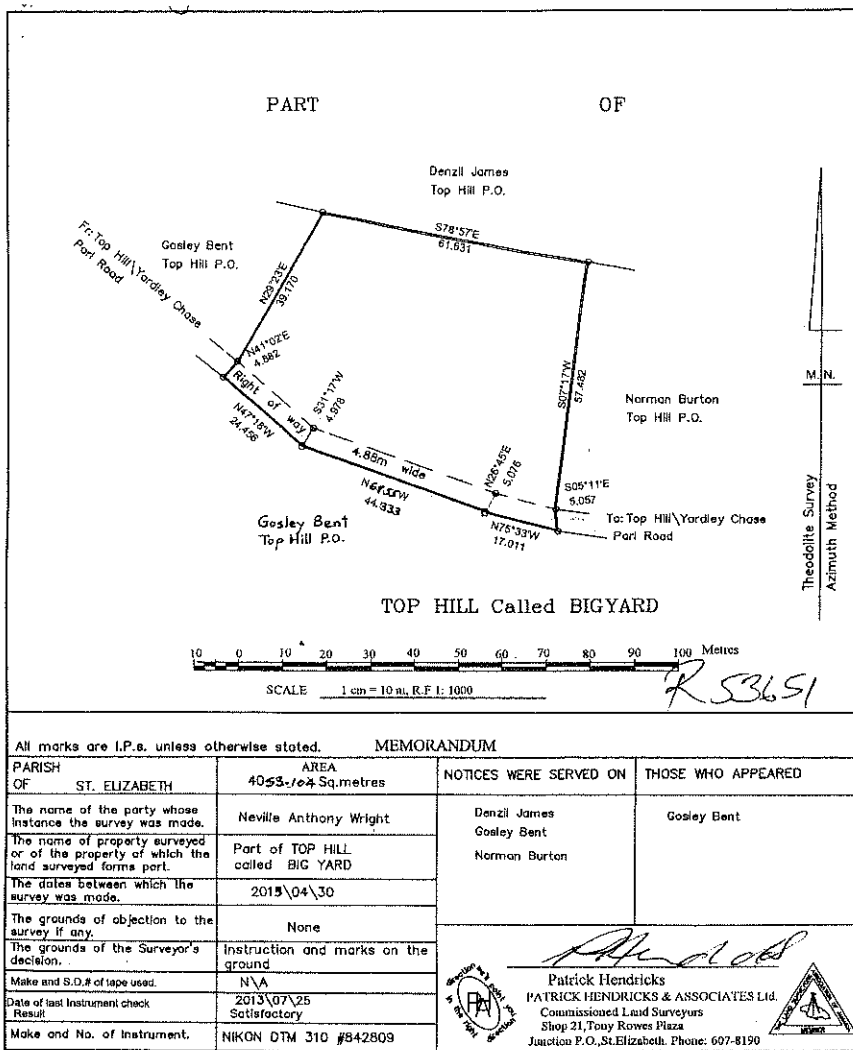 PART OF
Denzil James
Top Hill P.O.
S78°57'E
61.631
Gosley Bent
Top Hill P.O.
Fr: Top Hill\Yardley Chase
Parl Road
N29°23'E
39.170
N41°02'E
4.882
Right of way
4.88m wide
S31°17'W
4.978
N47°18'W
24.456
S07°17'W
57.482
M.N.
Norman Burton
Top Hill P.O.
N26°45'E
5.076
S05°11'E
5.057
44.833
N75°33'W
17.011
To: Top Hill\Yardley Chase
Parl Road
Gosley Bent
Top Hill P.O.
Theodolite Survey
Azimuth Method
TOP HILL Called BIGYARD
10 0 10 20 30 40 50 60 70 80 90 100 Metres
SCALE 1 cm = 10 m, R.F 1: 1000
R 53651
All marks are I.P.s. unless otherwise stated. MEMORANDUM
PARISH
OF ST. ELIZABETH
AREA
4053.104 Sq.metres
NOTICES WERE SERVED ON
THOSE WHO APPEARED
The name of the party whose
instance the survey was made.
Neville Anthony Wright
Denzil James
Gosley Bent
Norman Burton
Gosley Bent
The name of property surveyed
or of the property of which the
land surveyed forms part.
Part of TOP HILL
called BIG YARD
The dates between which the
survey was made.
2015\04\30
The grounds of objection to the
survey if any.
None
The grounds of the Surveyor's
decision.
Instruction and marks on the
ground
Make and S.O.# of tape used.
N\A
Date of last Instrument check
Result
2013\07\25
Satisfactory
Make and No. of Instrument.
NIKON DTM 310 #842809
Patrick Hendricks
PATRICK HENDRICKS & ASSOCIATES Ltd.
Commissioned Land Surveyors
Shop 21,Tony Rowes Plaza
Junction P.O.,St.Elizabeth. Phone: 607-8190
direction we'll point you
in the right direction